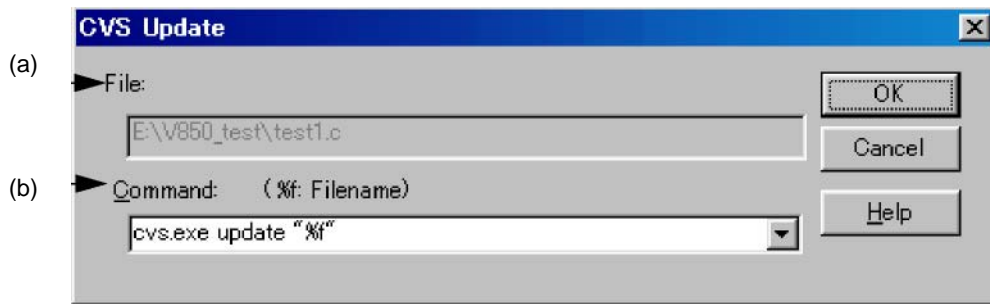 CVS Update
(a)
File:
OK
E:\V850_test\test1.c
Cancel
(b)
Command: ( %f: Filename)
Help
cvs.exe update "%f"